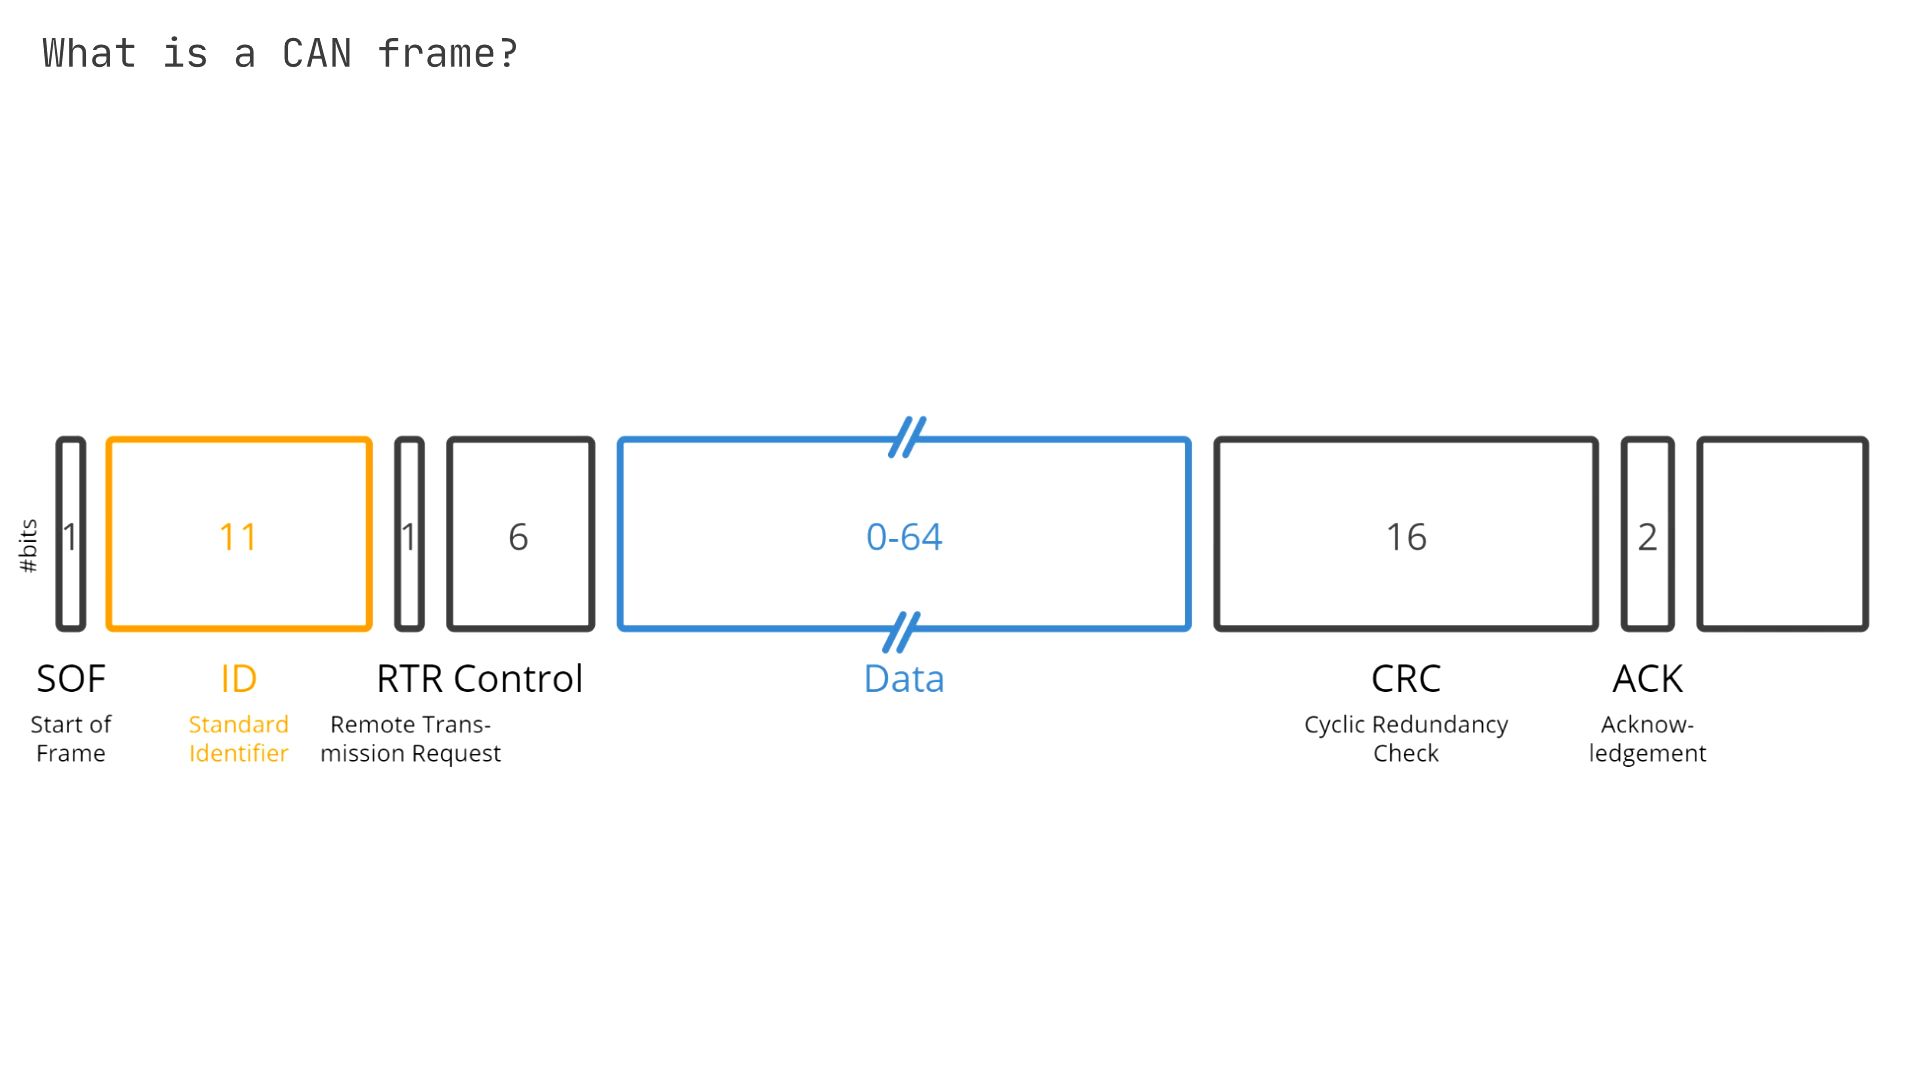 What is a CAN frame?
#bits
1
11
1
6
0-64
16
2
SOF
ID
RTR Control
Data
CRC
ACK
Start of
Frame
Standard
Identifier
Remote Trans-
mission Request
Cyclic Redundancy
Check
Acknow-
ledgement